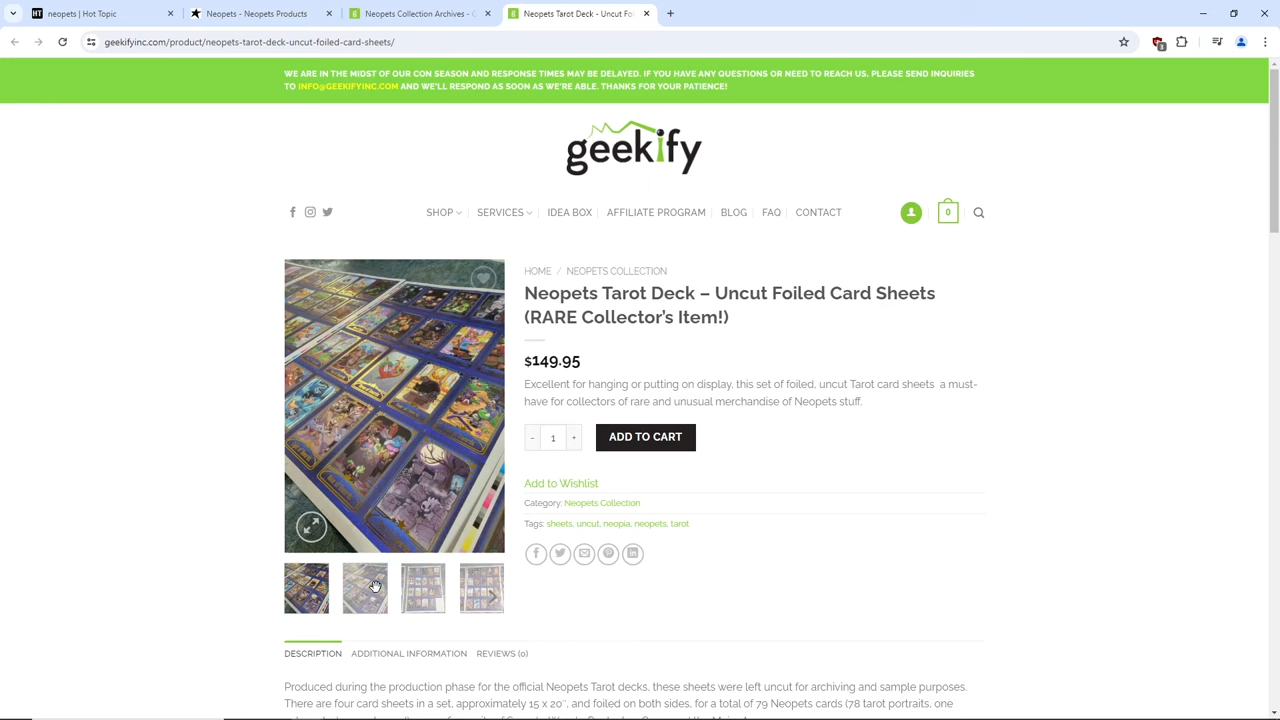 HT neopets | Hot Topic
Neopets - Neopets Products
g Neopets Collection Archives - G
g Neopets Tarot Deck - Uncut Foi
geekifyinc.com/product/neopets-tarot-deck-uncut-foiled-card-sheets/
3
WE ARE IN THE MIDST OF OUR CON SEASON AND RESPONSE TIMES MAY BE DELAYED. IF YOU HAVE ANY QUESTIONS OR NEED TO REACH US, PLEASE SEND INQUIRIES
TO INFO@GEEKIFYINC.COM AND WE'LL RESPOND AS SOON AS WE'RE ABLE. THANKS FOR YOUR PATIENCE!
geekify
SHOP SERVICES IDEA BOX AFFILIATE PROGRAM BLOG FAQ CONTACT 0
HOME / NEOPETS COLLECTION
Neopets Tarot Deck – Uncut Foiled Card Sheets
(RARE Collector's Item!)
$149.95
Excellent for hanging or putting on display, this set of foiled, uncut Tarot card sheets a must-
have for collectors of rare and unusual merchandise of Neopets stuff.
- 1 + ADD TO CART
Add to Wishlist
Category: Neopets Collection
Tags: sheets, uncut, neopia, neopets, tarot
DESCRIPTION ADDITIONAL INFORMATION REVIEWS (0)
Produced during the production phase for the official Neopets Tarot decks, these sheets were left uncut for archiving and sample purposes.
There are four card sheets in a set, approximately 15 x 20", and foiled on both sides, for a total of 79 Neopets cards (78 tarot portraits, one